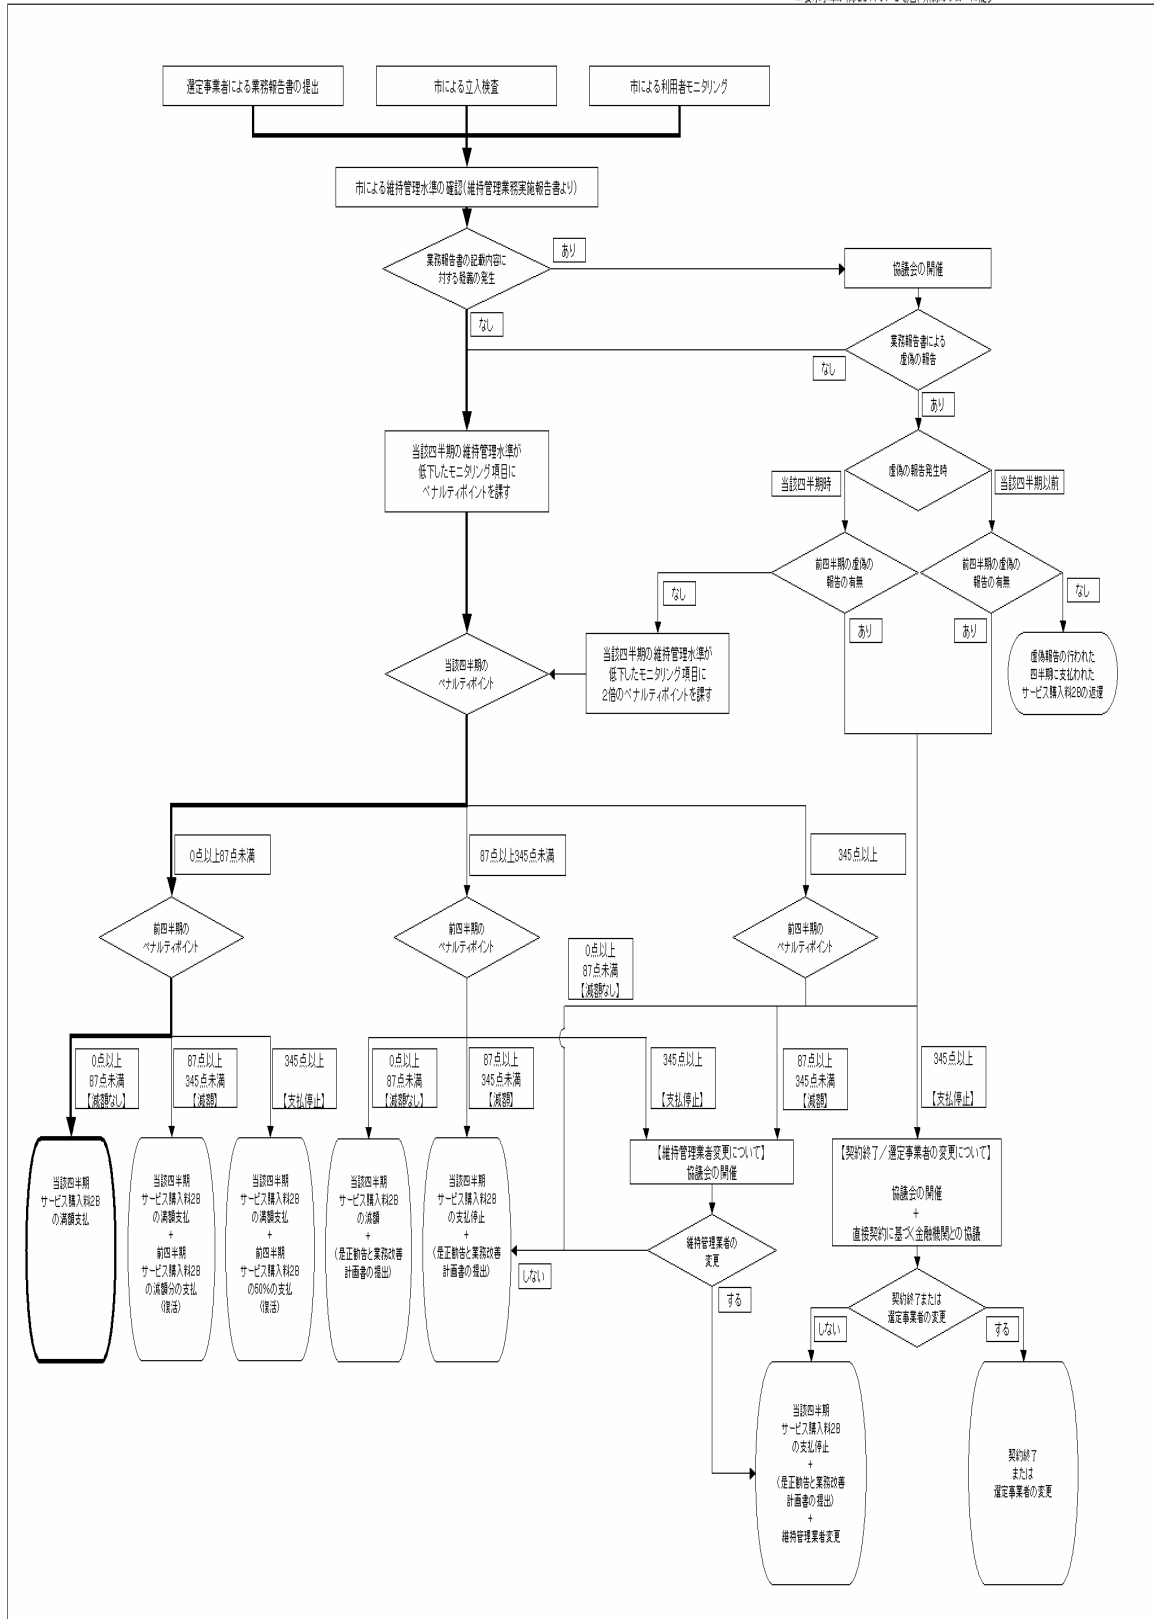 選定事業者による業務報告書の提出
市による立入検査
市による利用者モニタリング
市による維持管理水準の確認(維持管理業務実施報告書より)
業務報告書の記載内容に
対する疑義の発生
あり
協議会の開催
なし
業務報告書による
虚偽の報告
なし
あり
当該四半期の維持管理水準が
低下したモニタリング項目に
ペナルティポイントを課す
虚偽の報告発生時
当該四半期時
当該四半期以前
前四半期の虚偽の
報告の有無
前四半期の虚偽の
報告の有無
なし
なし
あり
あり
当該四半期の
ペナルティポイント
当該四半期の維持管理水準が
低下したモニタリング項目に
2倍のペナルティポイントを課す
虚偽報告の行われた
四半期に支払われた
サービス購入料2Bの返還
0点以上87点未満
87点以上345点未満
345点以上
前四半期の
ペナルティポイント
前四半期の
ペナルティポイント
前四半期の
ペナルティポイント
0点以上
87点未満
【減額なし】
0点以上
87点未満
【減額なし】
87点以上
345点未満
【減額】
345点以上
【支払停止】
0点以上
87点未満
【減額なし】
87点以上
345点未満
【減額】
345点以上
【支払停止】
87点以上
345点未満
【減額】
345点以上
【支払停止】
当該四半期
サービス購入料2B
の満額支払
当該四半期
サービス購入料2B
の満額支払
+
前四半期
サービス購入料2B
の減額分の支払
(復活)
当該四半期
サービス購入料2B
の満額支払
+
前四半期
サービス購入料2B
の50%の支払
(復活)
当該四半期
サービス購入料2B
の減額
+
(是正勧告と業務改善
計画書の提出)
当該四半期
サービス購入料2B
の支払停止
+
(是正勧告と業務改善
計画書の提出)
【維持管理業者変更について】
協議会の開催
【契約終了/選定事業者の変更について】
協議会の開催
+
直接契約に基づく金融機関との協議
維持管理業者の
変更
しない
する
契約終了または
選定事業者の変更
しない
する
当該四半期
サービス購入料2B
の支払停止
+
(是正勧告と業務改善
計画書の提出)
+
維持管理業者変更
契約終了
または
選定事業者の変更